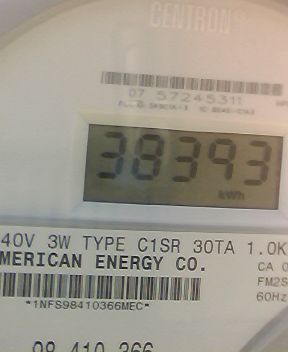 CENTRON®
07 57245311
38393
kWh
40V 3W TYPE C1SR 30TA 1.0K
MERICAN ENERGY CO.
CA 0
FM2S
60Hz
*1NFS98410366MEC*
98 410 366